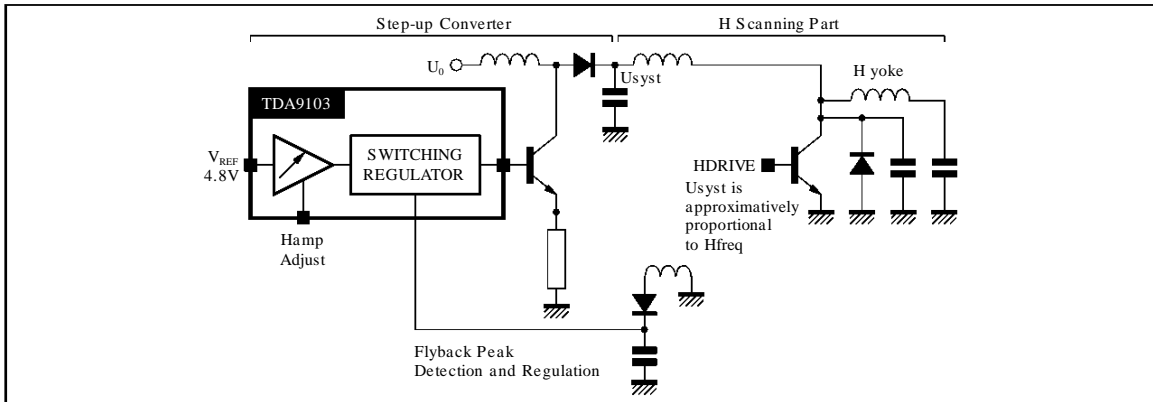 Step-up Converter
H Scanning Part
U0
Usyst
H yoke
TDA9103
VREF
4.8V
SWITCHING
REGULATOR
HDRIVE
Usyst is
approximatively
proportional
to Hfreq
Hamp
Adjust
Flyback Peak
Detection and Regulation